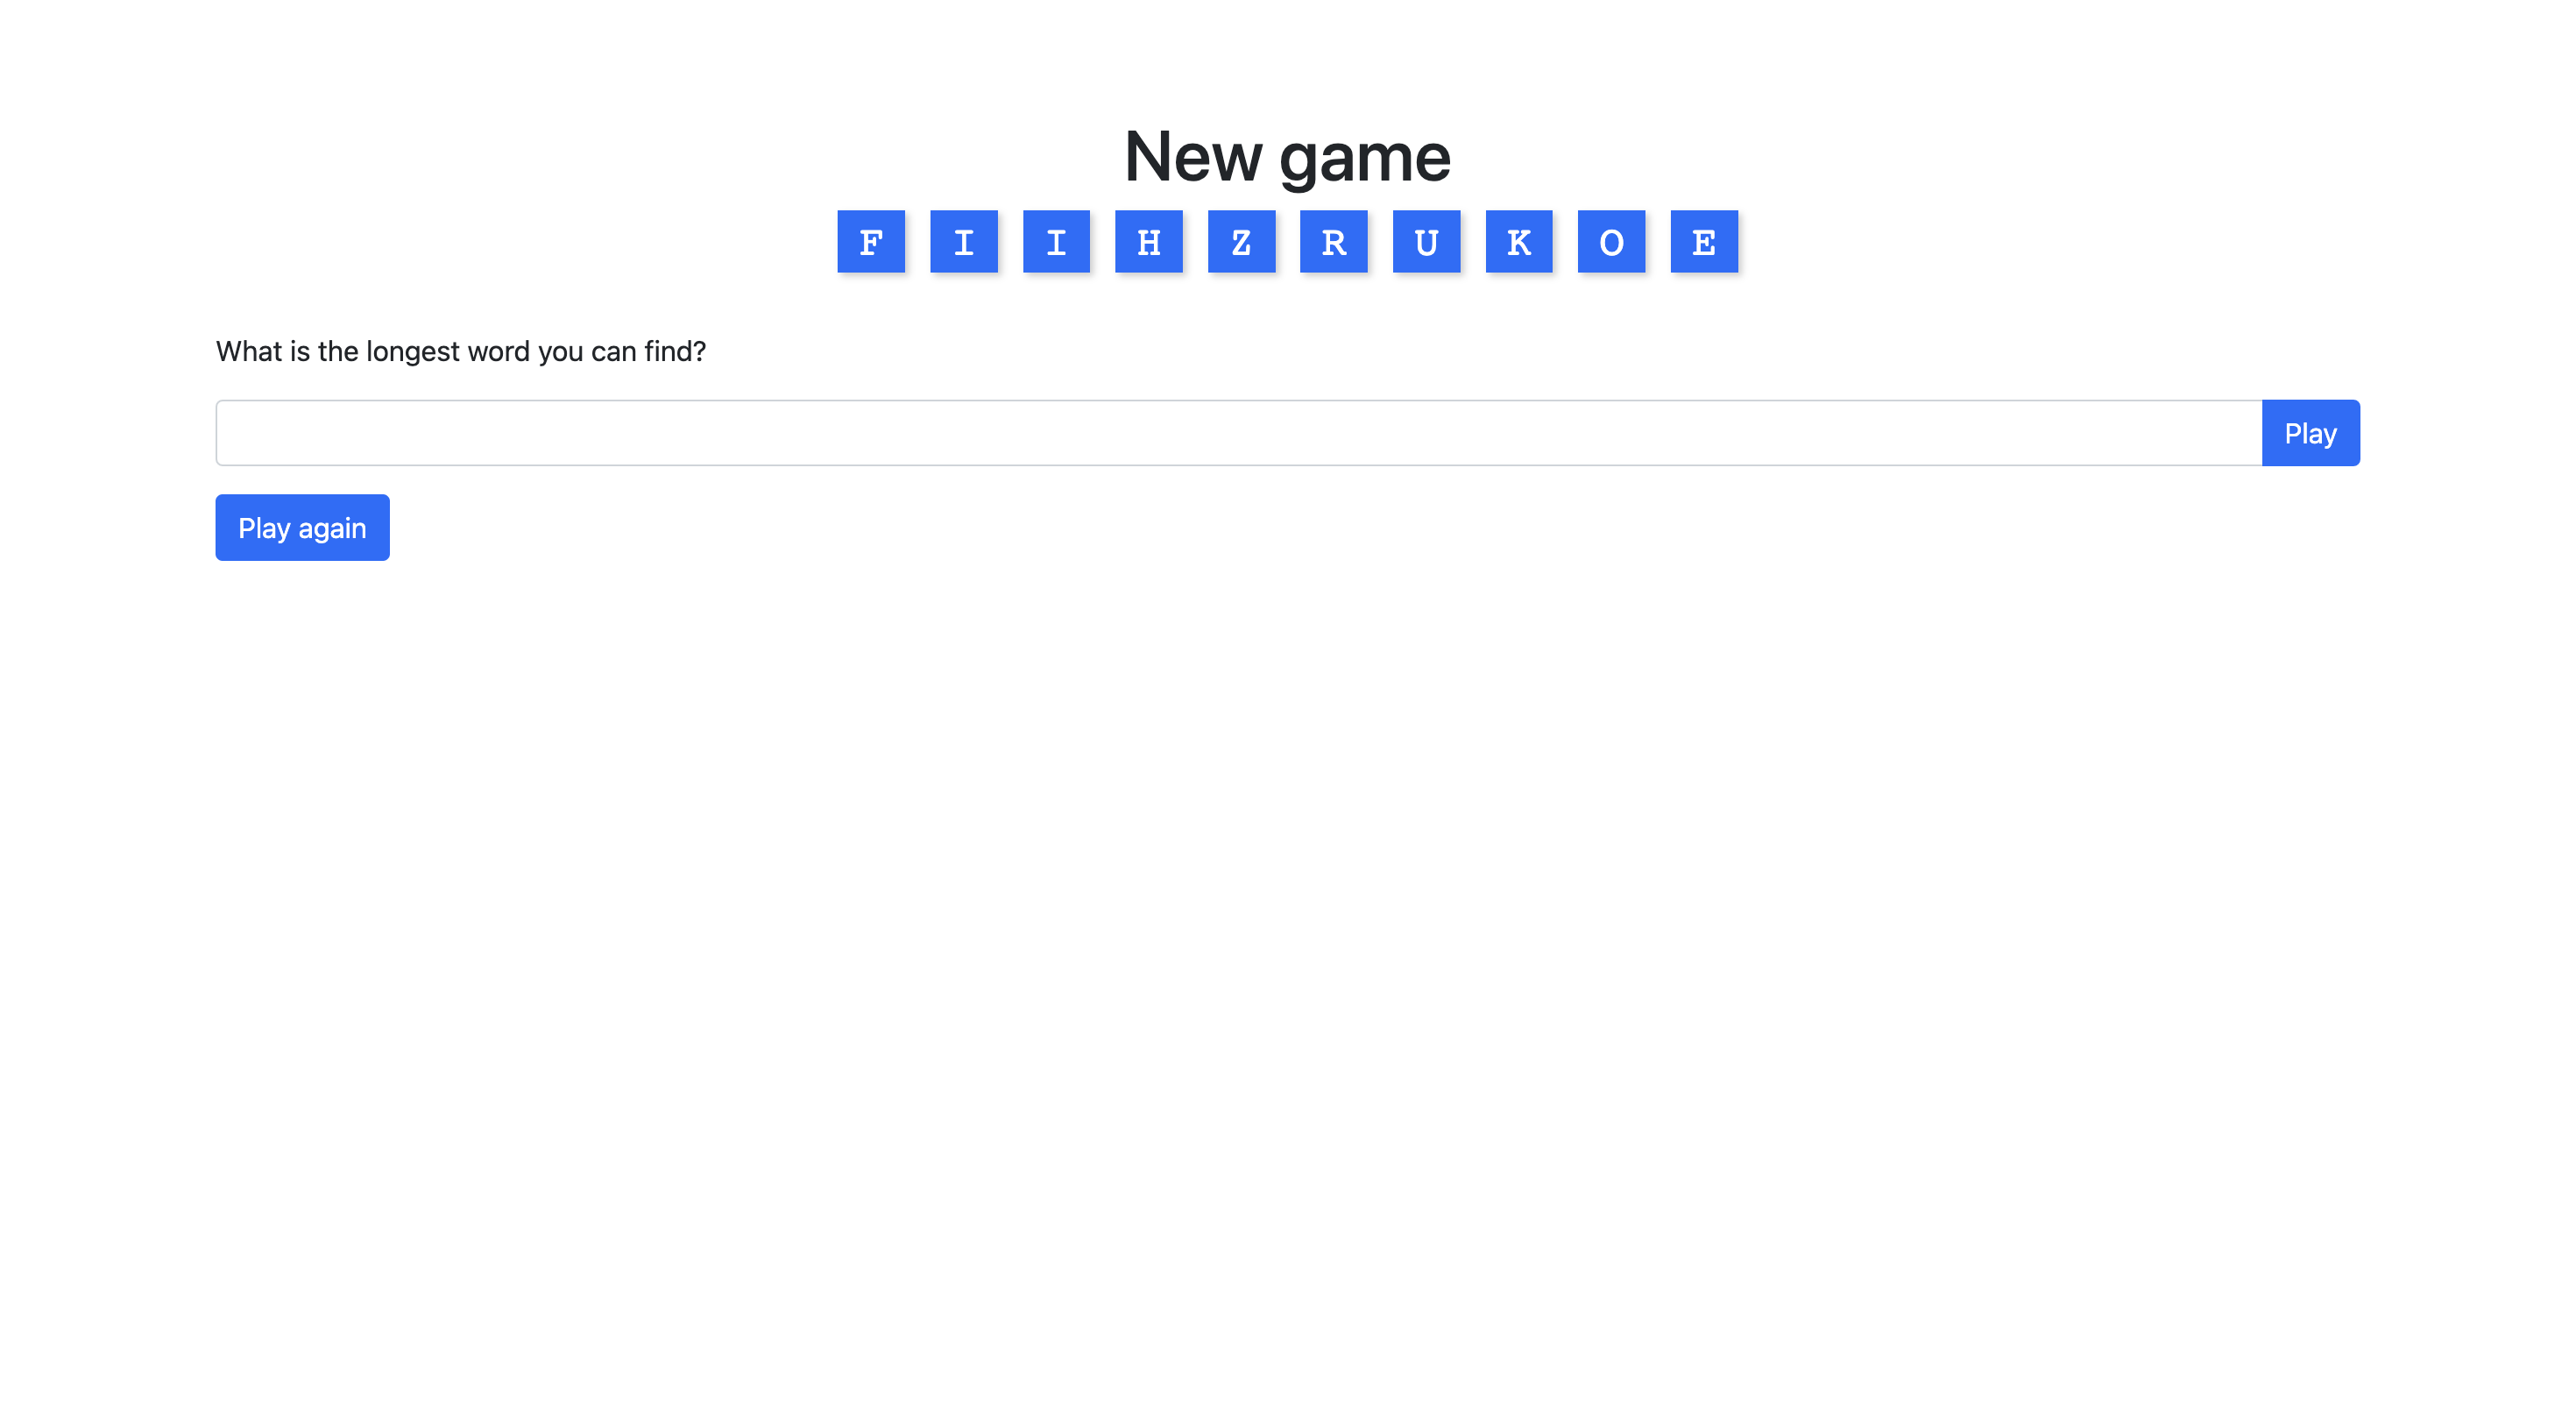 New game
F I I H Z R U K O E
What is the longest word you can find?
Play
Play again